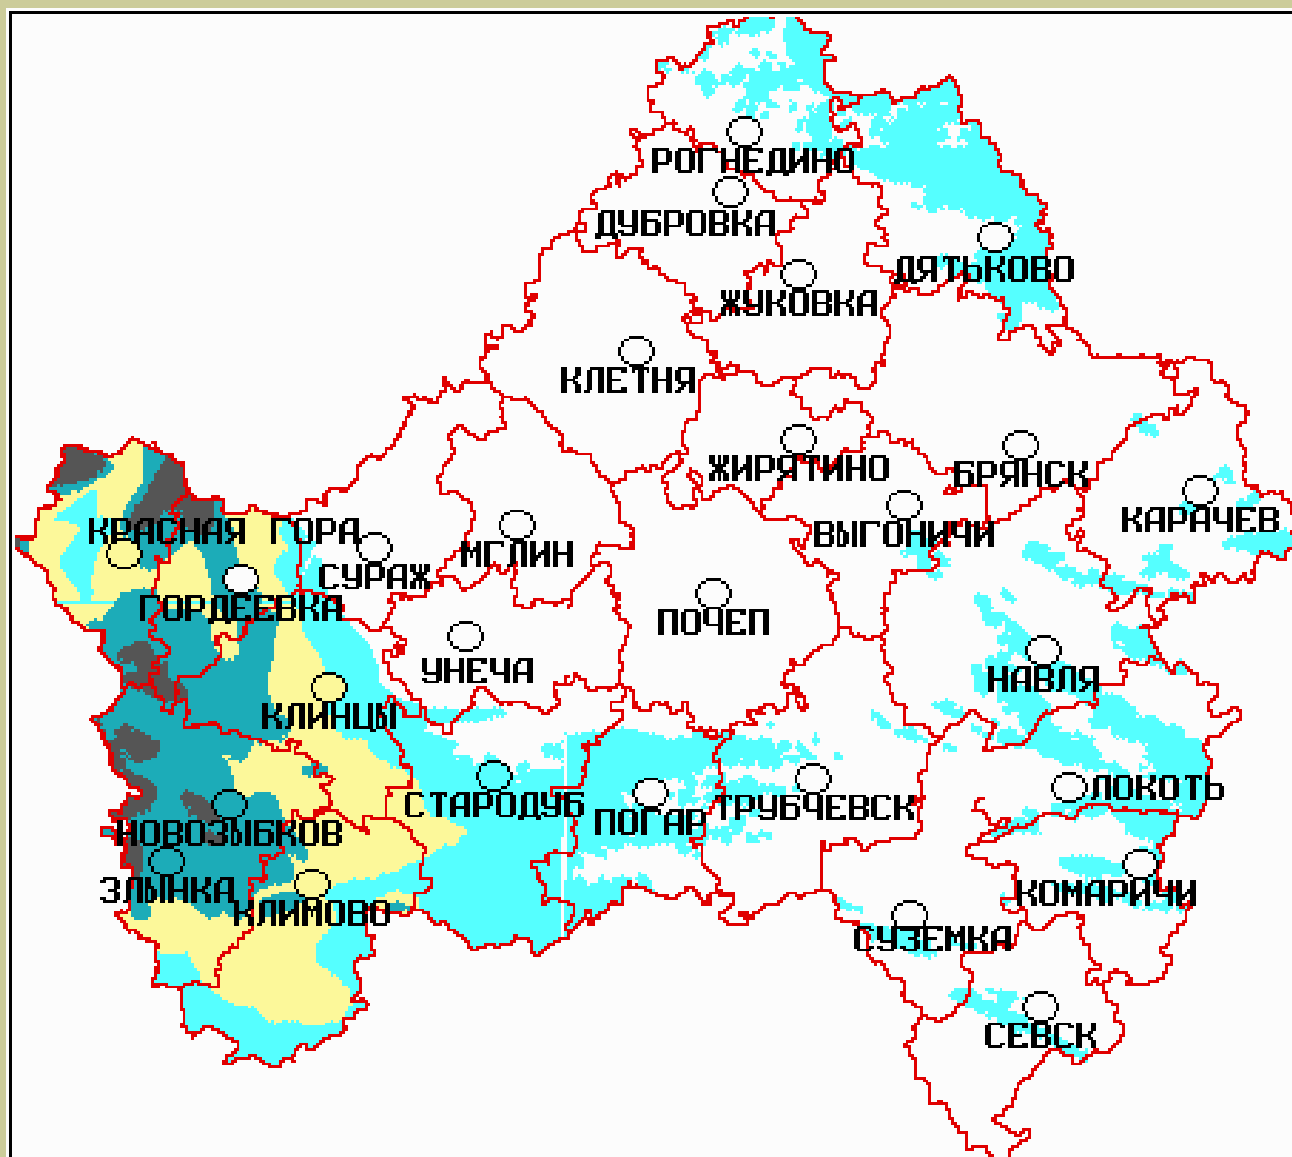 РОГНЕДИНО
ДУБРОВКА
ДЯТЬКОВО
ЖУКОВКА
КЛЕТНЯ
ЖИРЯТИНО
БРЯНСК
КАРАЧЕВ
КРАСНАЯ ГОРА
ВЫГОНИЧИ
МГЛИН
СУРАЖ
ГОРДЕЕВКА
ПОЧЕП
УНЕЧА
НАВЛЯ
КЛИНЦЫ
ЛОКОТЬ
СТАРОДУБ
ТРУБЧЕВСК
ПОГАР
НОВОЗЫБКОВ
ЗЛЫНКА
КОМАРИЧИ
КЛИМОВО
СУЗЕМКА
СЕВСК